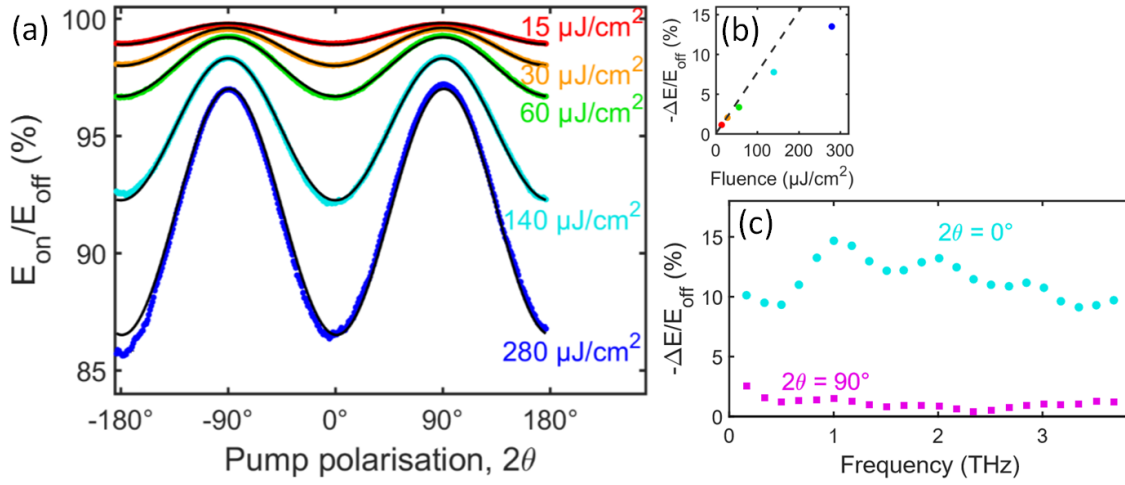 (a)
100
95
90
85
E_on/E_off (%)
15 µJ/cm²
30 µJ/cm²
60 µJ/cm²
140 µJ/cm²
280 µJ/cm²
-180° -90° 0° 90° 180°
Pump polarisation, 2θ
(b)
15
10
5
0
-ΔE/E_off (%)
0 100 200 300
Fluence (µJ/cm²)
(c)
15
10
5
0
-ΔE/E_off (%)
2θ = 0°
2θ = 90°
0 1 2 3
Frequency (THz)